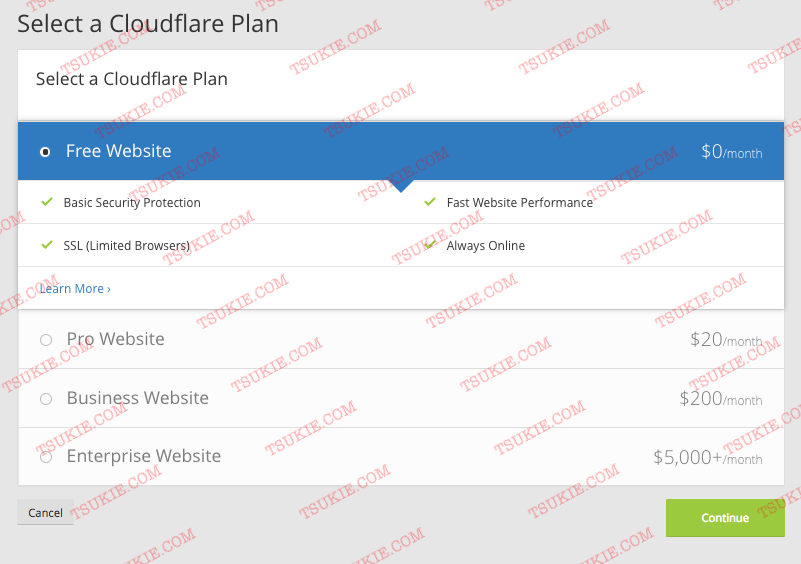 Select a Cloudflare Plan
Select a Cloudflare Plan
Free Website $0/month
Basic Security Protection Fast Website Performance
SSL (Limited Browsers) Always Online
Learn More ›
Pro Website $20/month
Business Website $200/month
Enterprise Website $5,000+/month
Cancel Continue
TSUKIE.COM